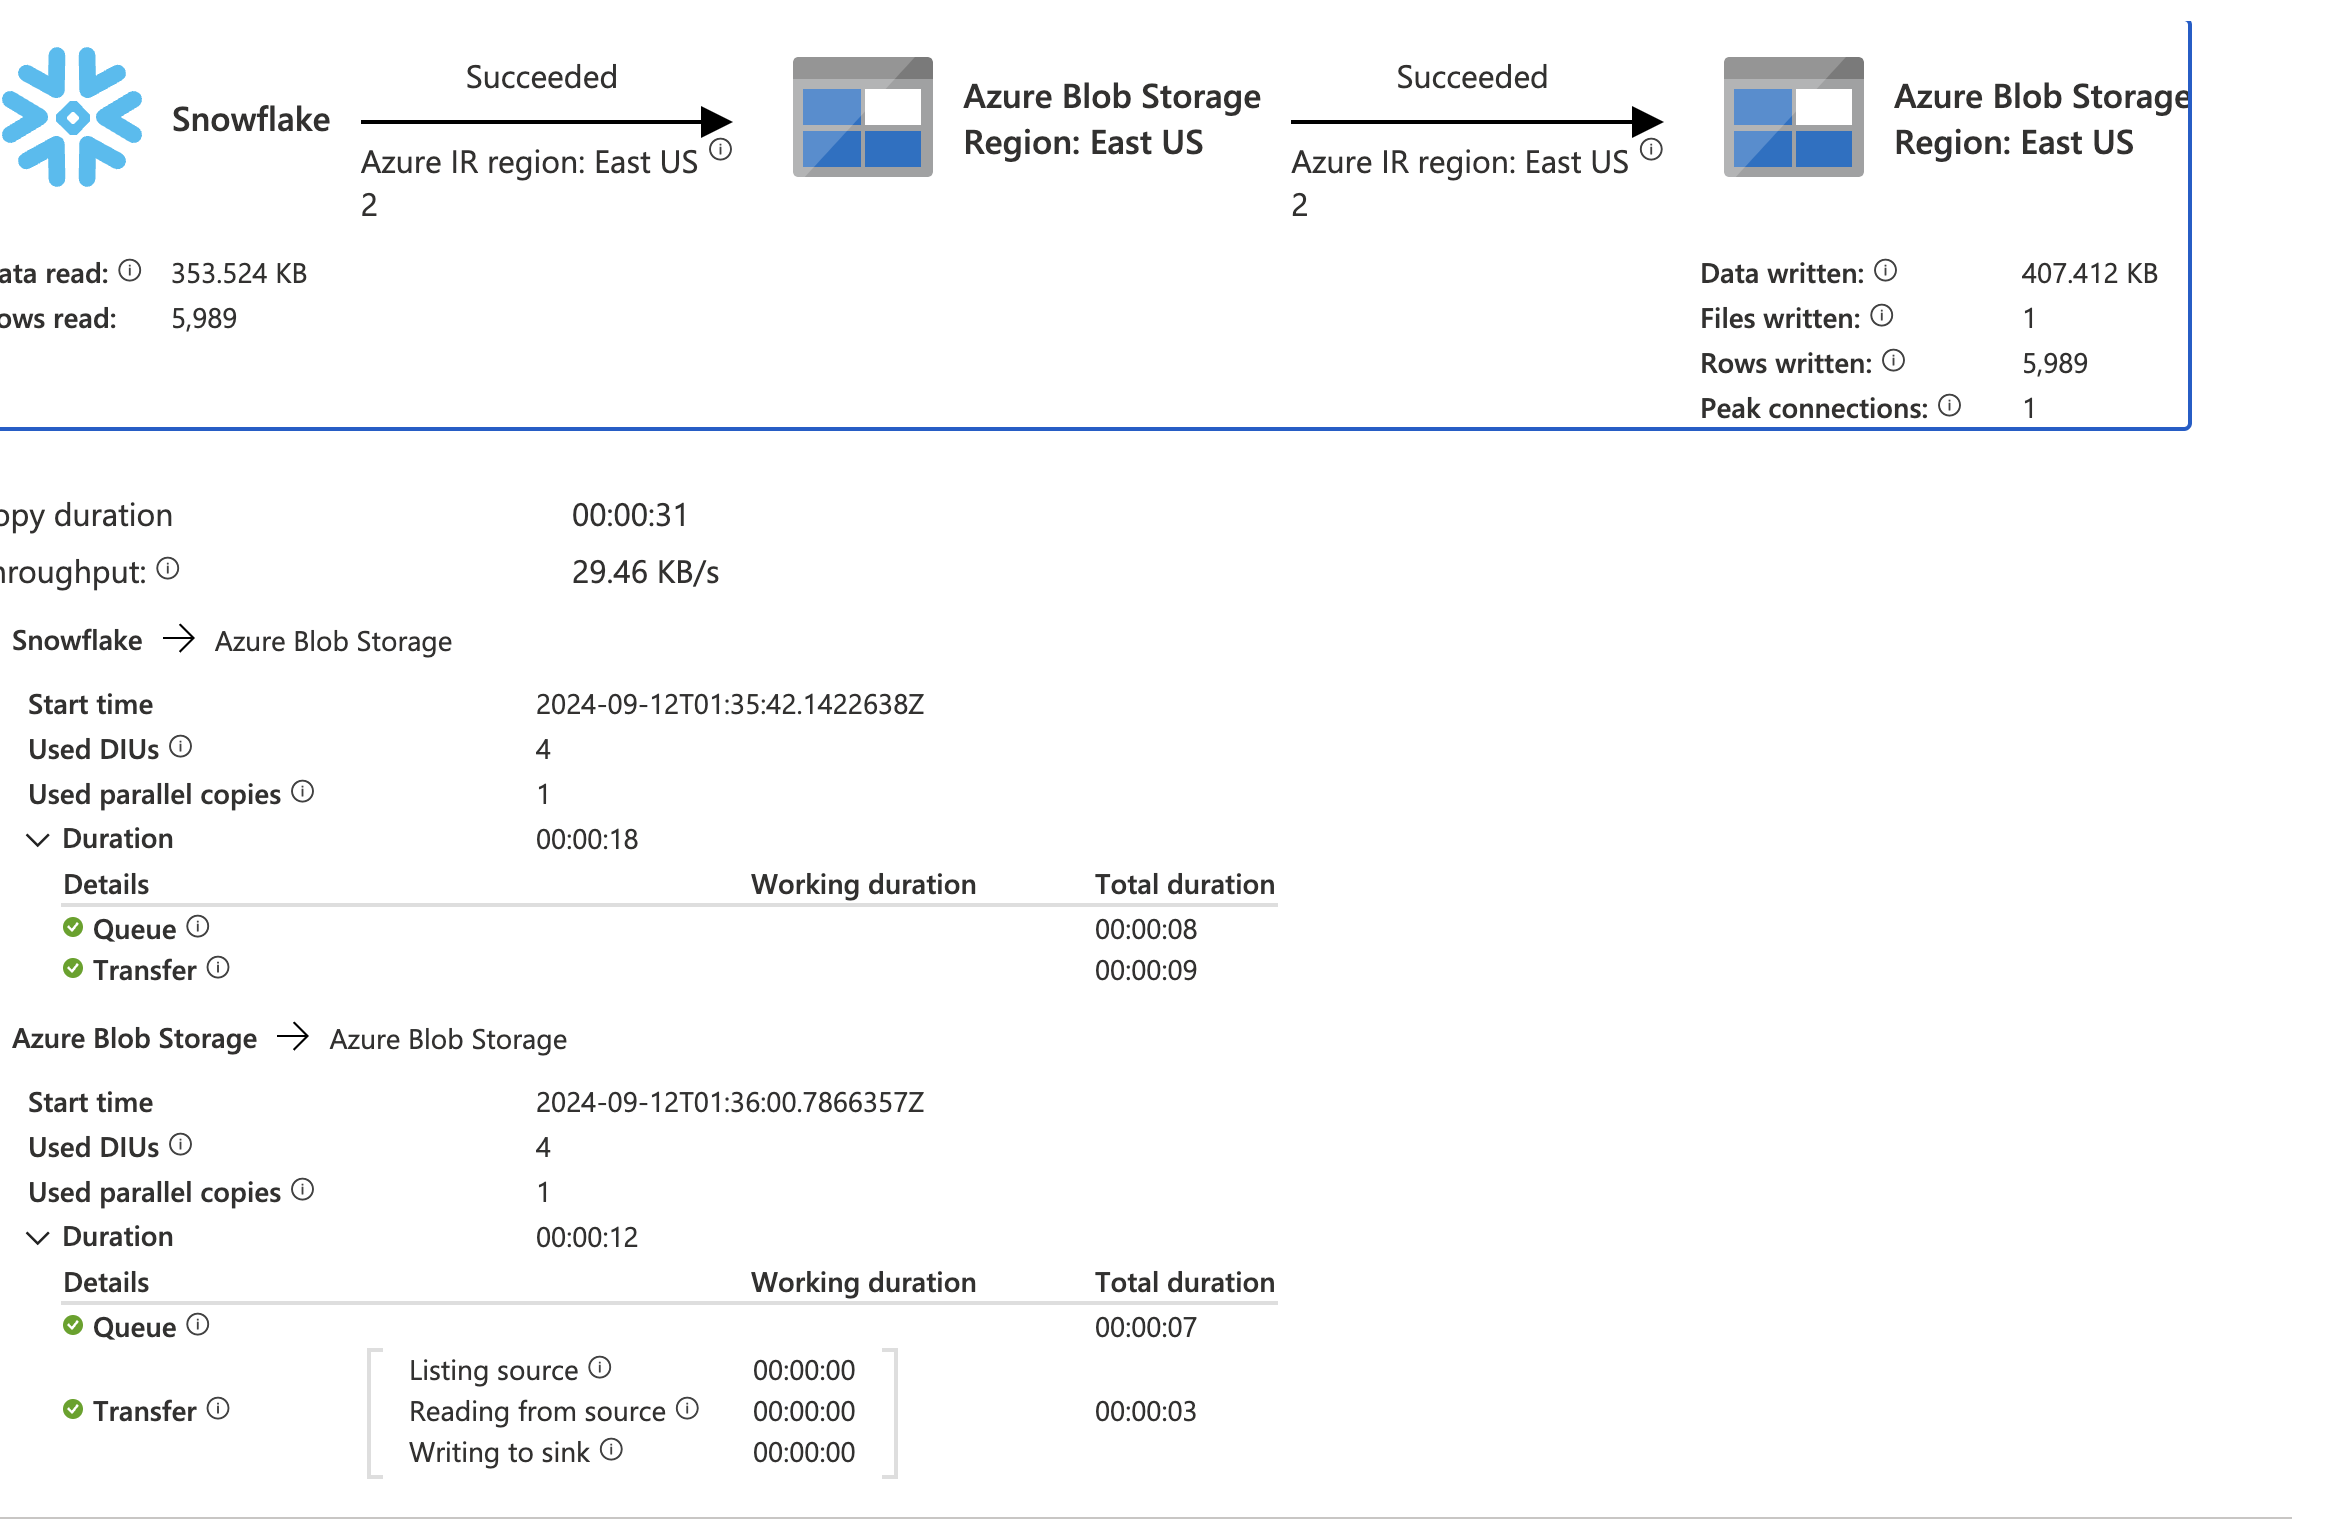 Succeeded
Succeeded
Snowflake
Azure Blob Storage
Region: East US
Azure Blob Storage
Region: East US
Azure IR region: East US
2
Azure IR region: East US
2
ata read: 353.524 KB
ows read: 5,989
Data written: 407.412 KB
Files written: 1
Rows written: 5,989
Peak connections: 1
opy duration 00:00:31
hroughput: 29.46 KB/s
Snowflake → Azure Blob Storage
Start time 2024-09-12T01:35:42.1422638Z
Used DIUs 4
Used parallel copies 1
Duration 00:00:18
Details Working duration Total duration
Queue 00:00:08
Transfer 00:00:09
Azure Blob Storage → Azure Blob Storage
Start time 2024-09-12T01:36:00.7866357Z
Used DIUs 4
Used parallel copies 1
Duration 00:00:12
Details Working duration Total duration
Queue 00:00:07
Listing source 00:00:00
Transfer Reading from source 00:00:00 00:00:03
Writing to sink 00:00:00